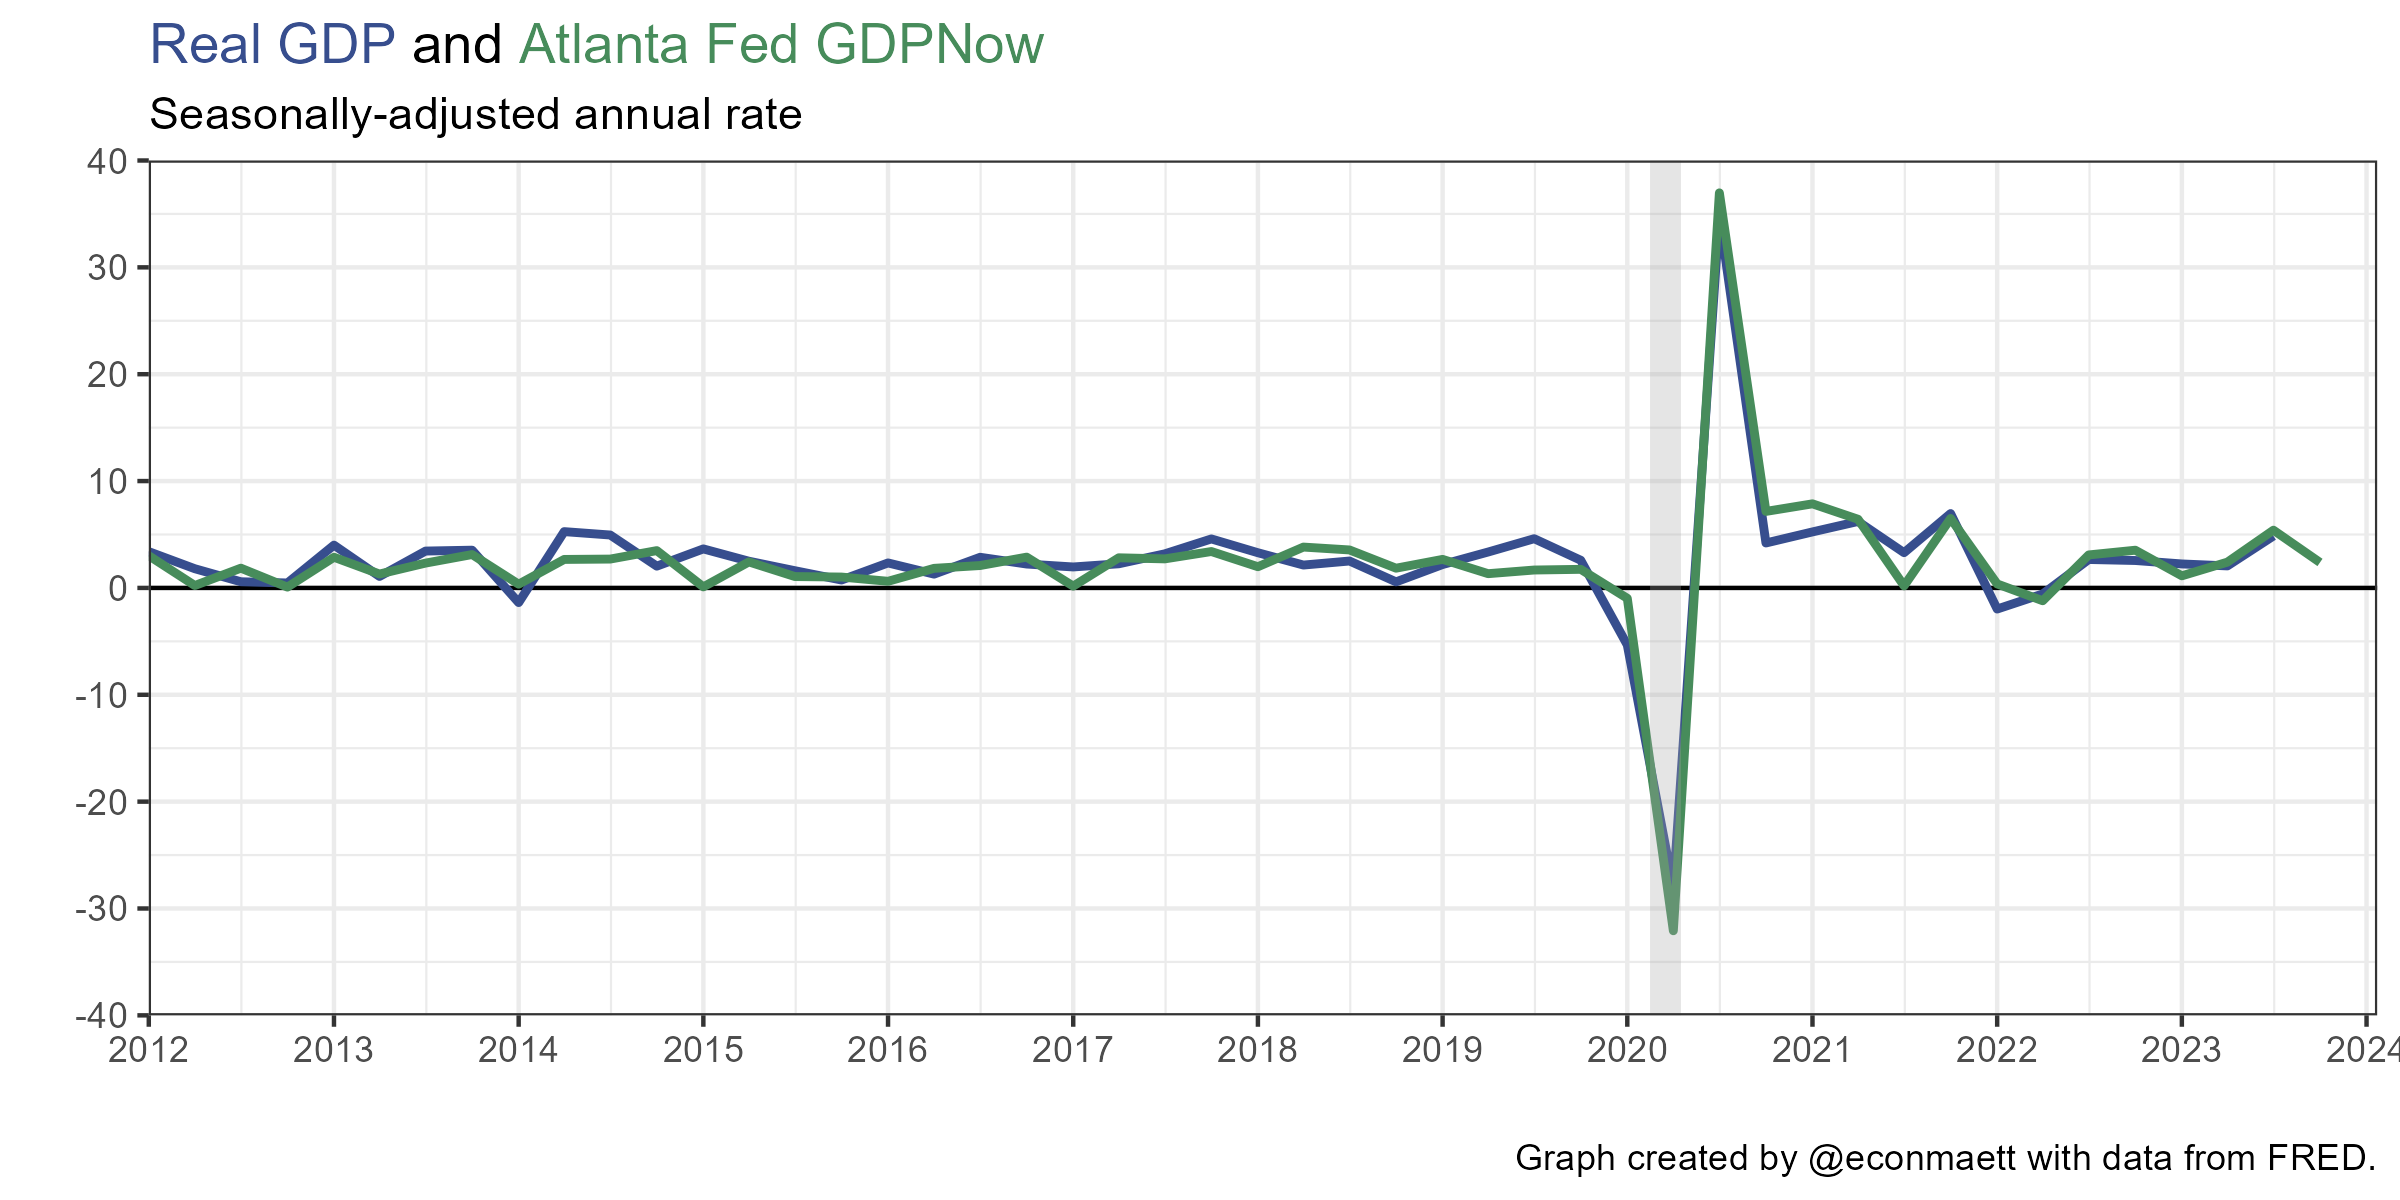 Real GDP and Atlanta Fed GDPNow
Seasonally-adjusted annual rate
40
30
20
10
0
-10
-20
-30
-40
2012 2013 2014 2015 2016 2017 2018 2019 2020 2021 2022 2023 2024
Graph created by @econmaett with data from FRED.